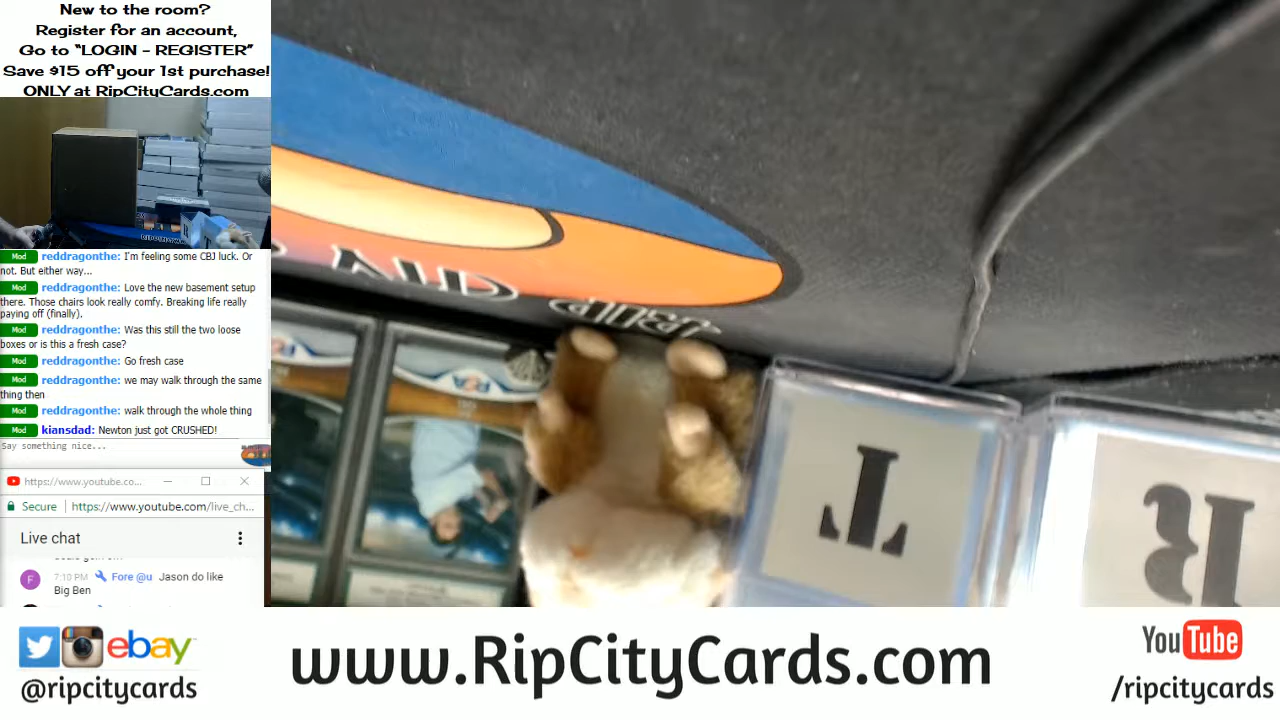 New to the room?
Register for an account,
Go to “LOGIN - REGISTER”
Save $15 off your 1st purchase!
ONLY at RipCityCards.com
Mod reddragonthe: I'm feeling some CBJ luck. Or
not. But either way...
Mod reddragonthe: Love the new basement setup
there. Those chairs look really comfy. Breaking life really
paying off (finally).
Mod reddragonthe: Was this still the two loose
boxes or is this a fresh case?
Mod reddragonthe: Go fresh case
Mod reddragonthe: we may walk through the same
thing then
Mod reddragonthe: walk through the whole thing
Mod kiansdad: Newton just got CRUSHED!
Say something nice...
https://www.youtube.co...
Secure https://www.youtube.com/live_ch...
Live chat
F 7:10 PM Fore @u Jason do like
Big Ben
T
R
ebay
@ripcitycards
www.RipCityCards.com
YouTube
/ripcitycards